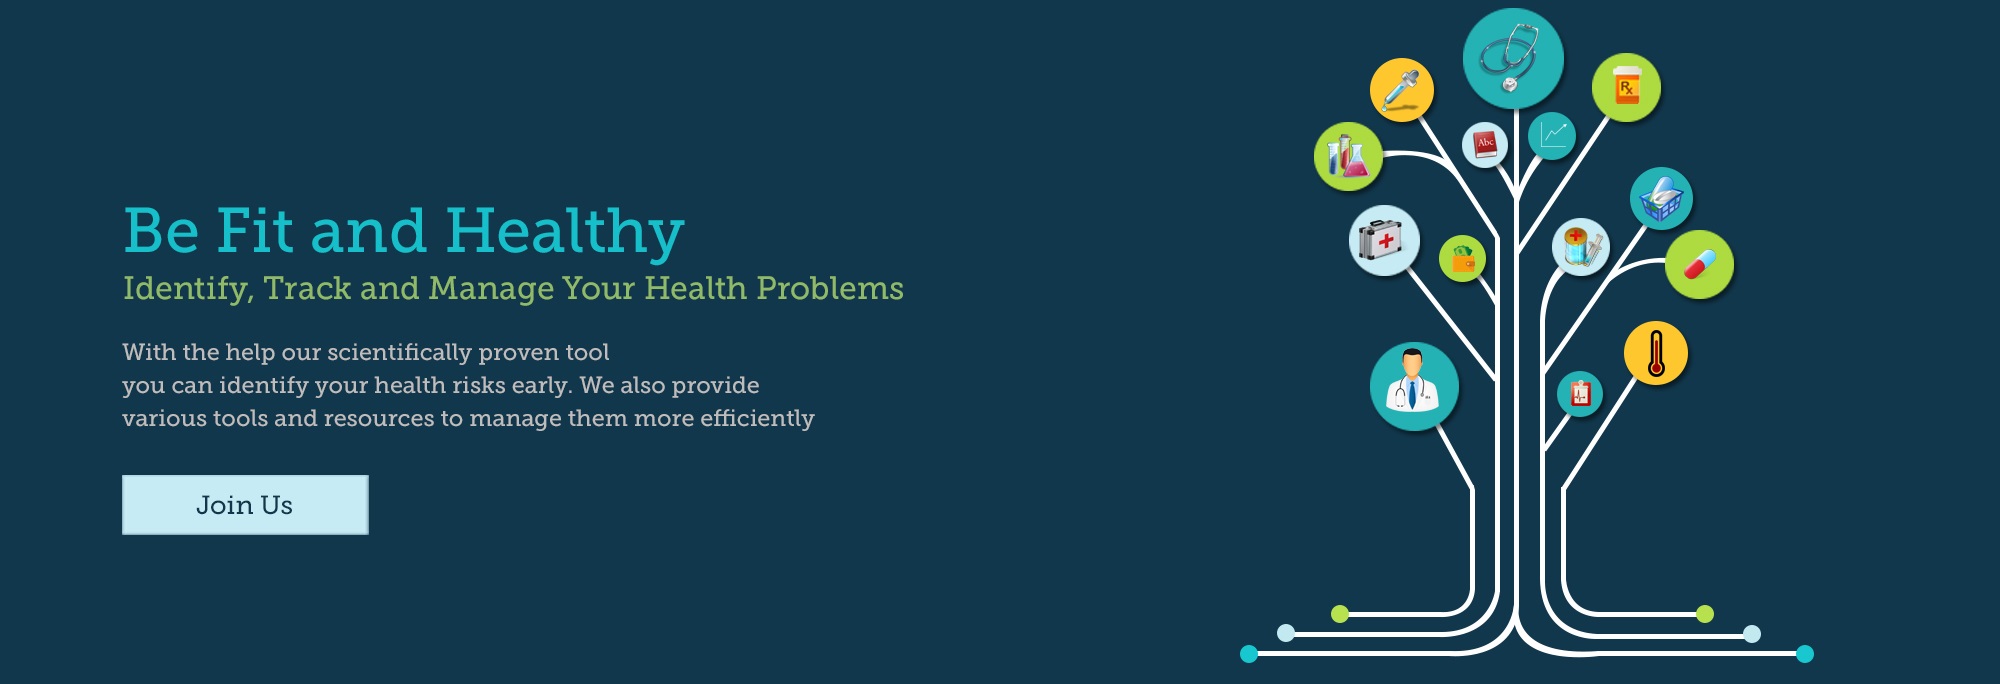 Be Fit and Healthy
Identify, Track and Manage Your Health Problems
With the help our scientifically proven tool
you can identify your health risks early. We also provide
various tools and resources to manage them more efficiently
Join Us
Rx
Abc